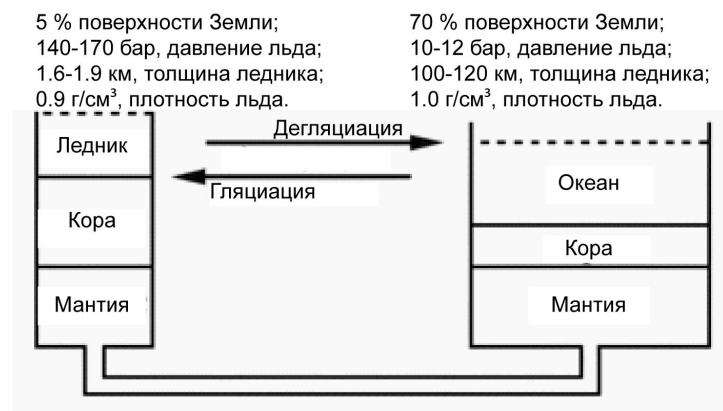 5 % поверхности Земли;
140-170 бар, давление льда;
1.6-1.9 км, толщина ледника;
0.9 г/см³, плотность льда.
70 % поверхности Земли;
10-12 бар, давление льда;
100-120 км, толщина ледника;
1.0 г/см³, плотность льда.
Ледник
Кора
Мантия
Дегляциация
Гляциация
Океан
Кора
Мантия